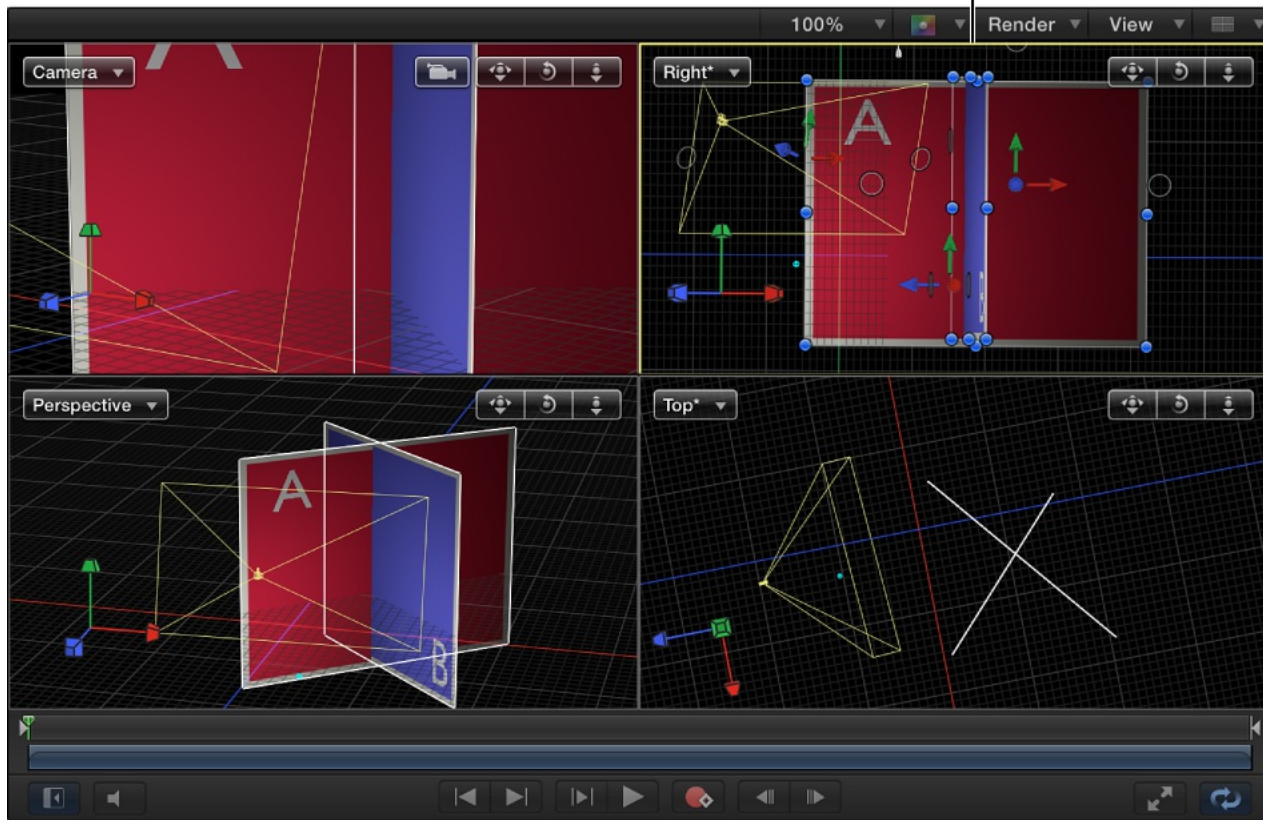 100% Render View
Camera
A
Right*
A
Perspective
A
B
Top*